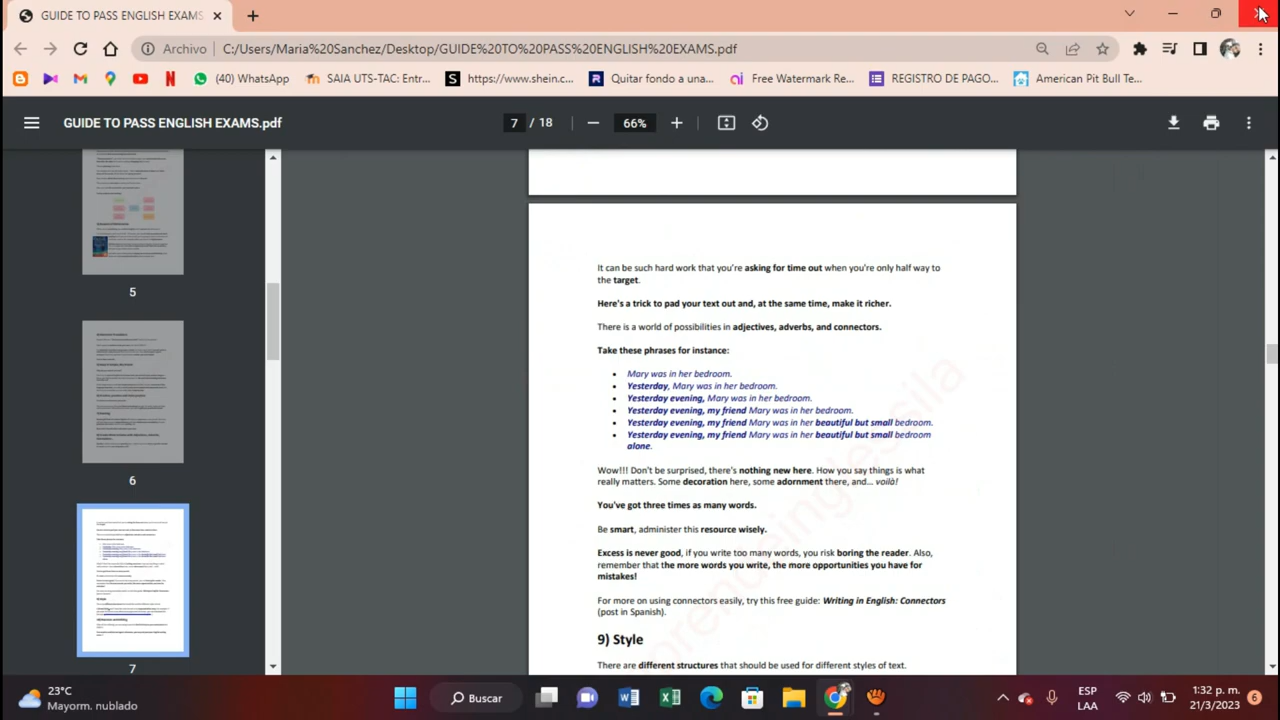 GUIDE TO PASS ENGLISH EXAMS
Archivo
C:/Users/Maria%20Sanchez/Desktop/GUIDE%20TO%20PASS%20ENGLISH%20EXAMS.pdf
(40) WhatsApp
SAIA UTS-TAC: Entr...
https://www.shein.c...
Quitar fondo a una...
Free Watermark Re...
REGISTRO DE PAGO...
American Pit Bull Te...
GUIDE TO PASS ENGLISH EXAMS.pdf
7 / 18
66%
5
6
7
It can be such hard work that you're asking for time out when you're only half way to
the target.
Here's a trick to pad your text out and, at the same time, make it richer.
There is a world of possibilities in adjectives, adverbs, and connectors.
Take these phrases for instance:
• Mary was in her bedroom.
• Yesterday, Mary was in her bedroom.
• Yesterday evening, Mary was in her bedroom.
• Yesterday evening, my friend Mary was in her bedroom.
• Yesterday evening, my friend Mary was in her beautiful but small bedroom.
• Yesterday evening, my friend Mary was in her beautiful but small bedroom
alone.
Wow!!! Don't be surprised, there's nothing new here. How you say things is what
really matters. Some decoration here, some adornment there, and... voilà!
You've got three times as many words.
Be smart, administer this resource wisely.
Excess is never good, if you write too many words, you risk boring the reader. Also,
remember that the more words you write, the more opportunities you have for
mistakes!
For more on using connectors easily, try this free guide: Writing in English: Connectors
(post in Spanish).
9) Style
There are different structures that should be used for different styles of text.
23°C
Mayorm. nublado
Buscar
ESP
LAA
1:32 p. m.
21/3/2023
6